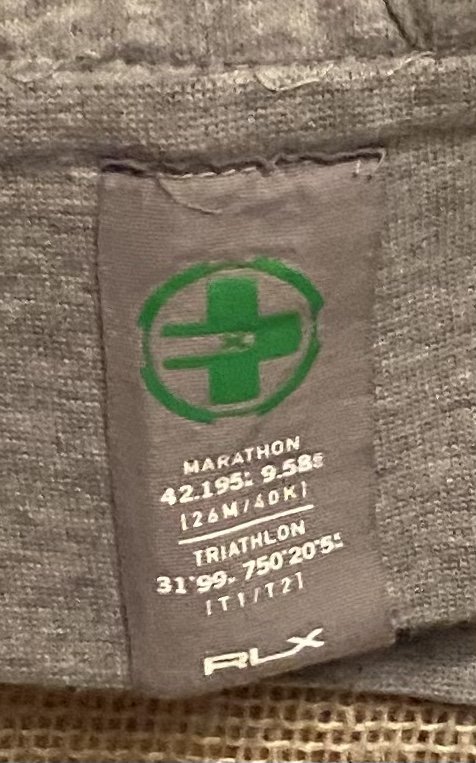 MARATHON
42.195: 9.58s
[26M/40K]
TRIATHLON
31°99- 750°20°5:
[T1/T2]
RLX